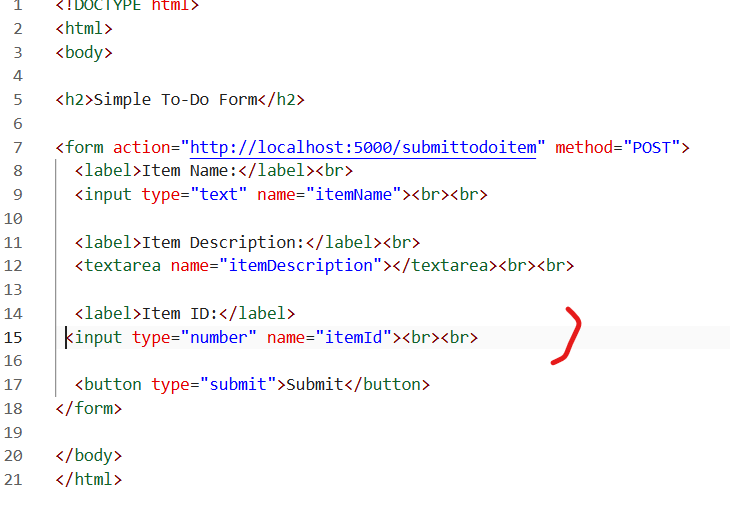 1 <!DOCTYPE html>
2 <html>
3 <body>
4
5 <h2>Simple To-Do Form</h2>
6
7 <form action="http://localhost:5000/submittodoitem" method="POST">
8   <label>Item Name:</label><br>
9   <input type="text" name="itemName"><br><br>
10
11   <label>Item Description:</label><br>
12   <textarea name="itemDescription"></textarea><br><br>
13
14   <label>Item ID:</label>
15  <input type="number" name="itemId"><br><br>
16
17   <button type="submit">Submit</button>
18 </form>
19
20 </body>
21 </html>